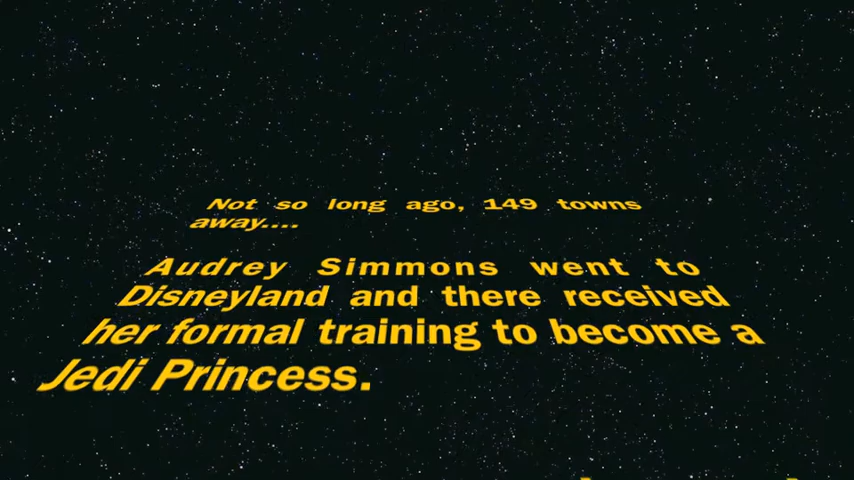 Not so long ago, 149 towns
away....
Audrey Simmons went to
Disneyland and there received
her formal training to become a
Jedi Princess.